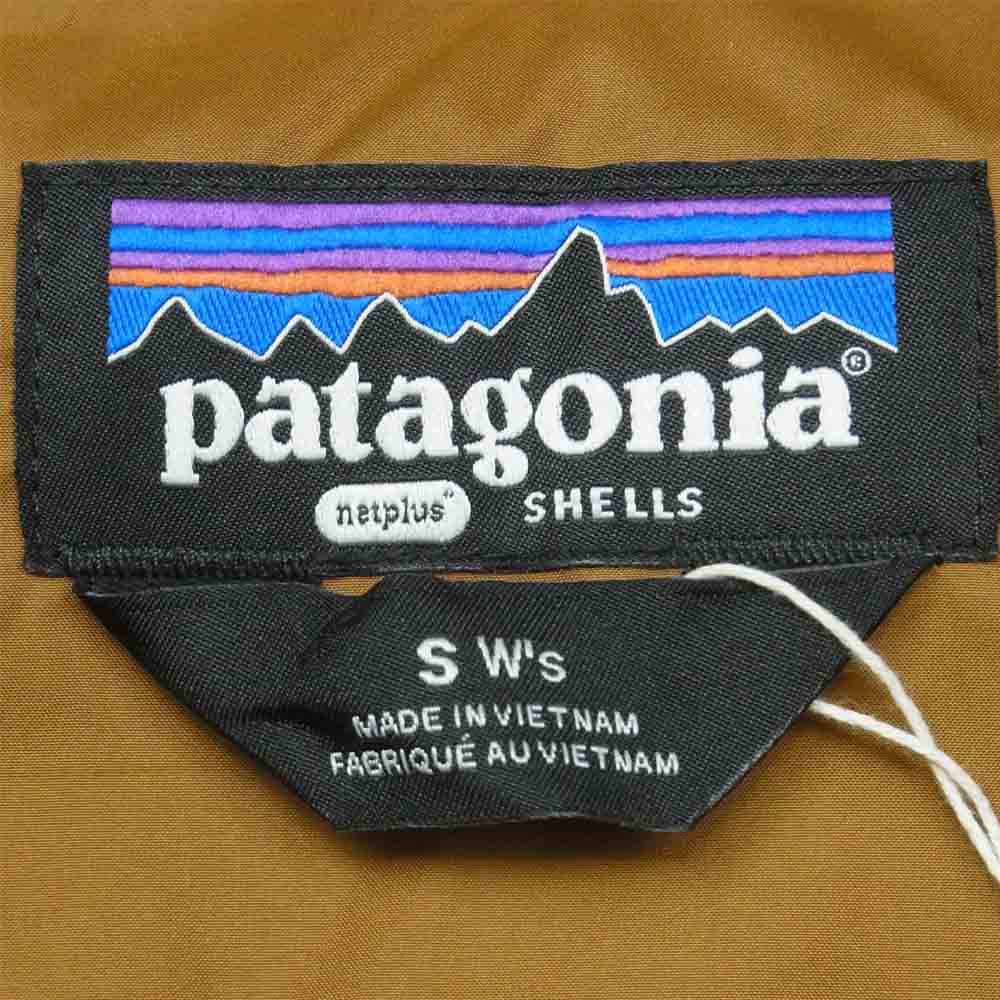 patagonia®
netplus® SHELLS
S W's
MADE IN VIETNAM
FABRIQUÉ AU VIETNAM